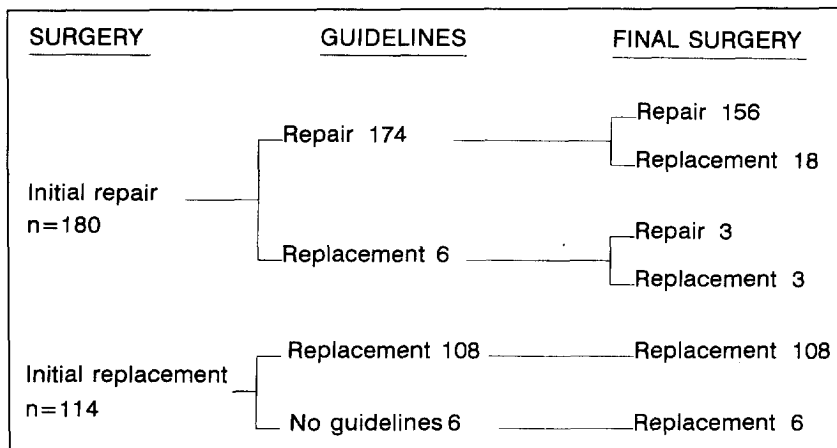 SURGERY GUIDELINES FINAL SURGERY
Repair 156
Repair 174
Replacement 18
Initial repair
n=180
Repair 3
Replacement 6
Replacement 3
Replacement 108 Replacement 108
Initial replacement
n=114
No guidelines 6 Replacement 6